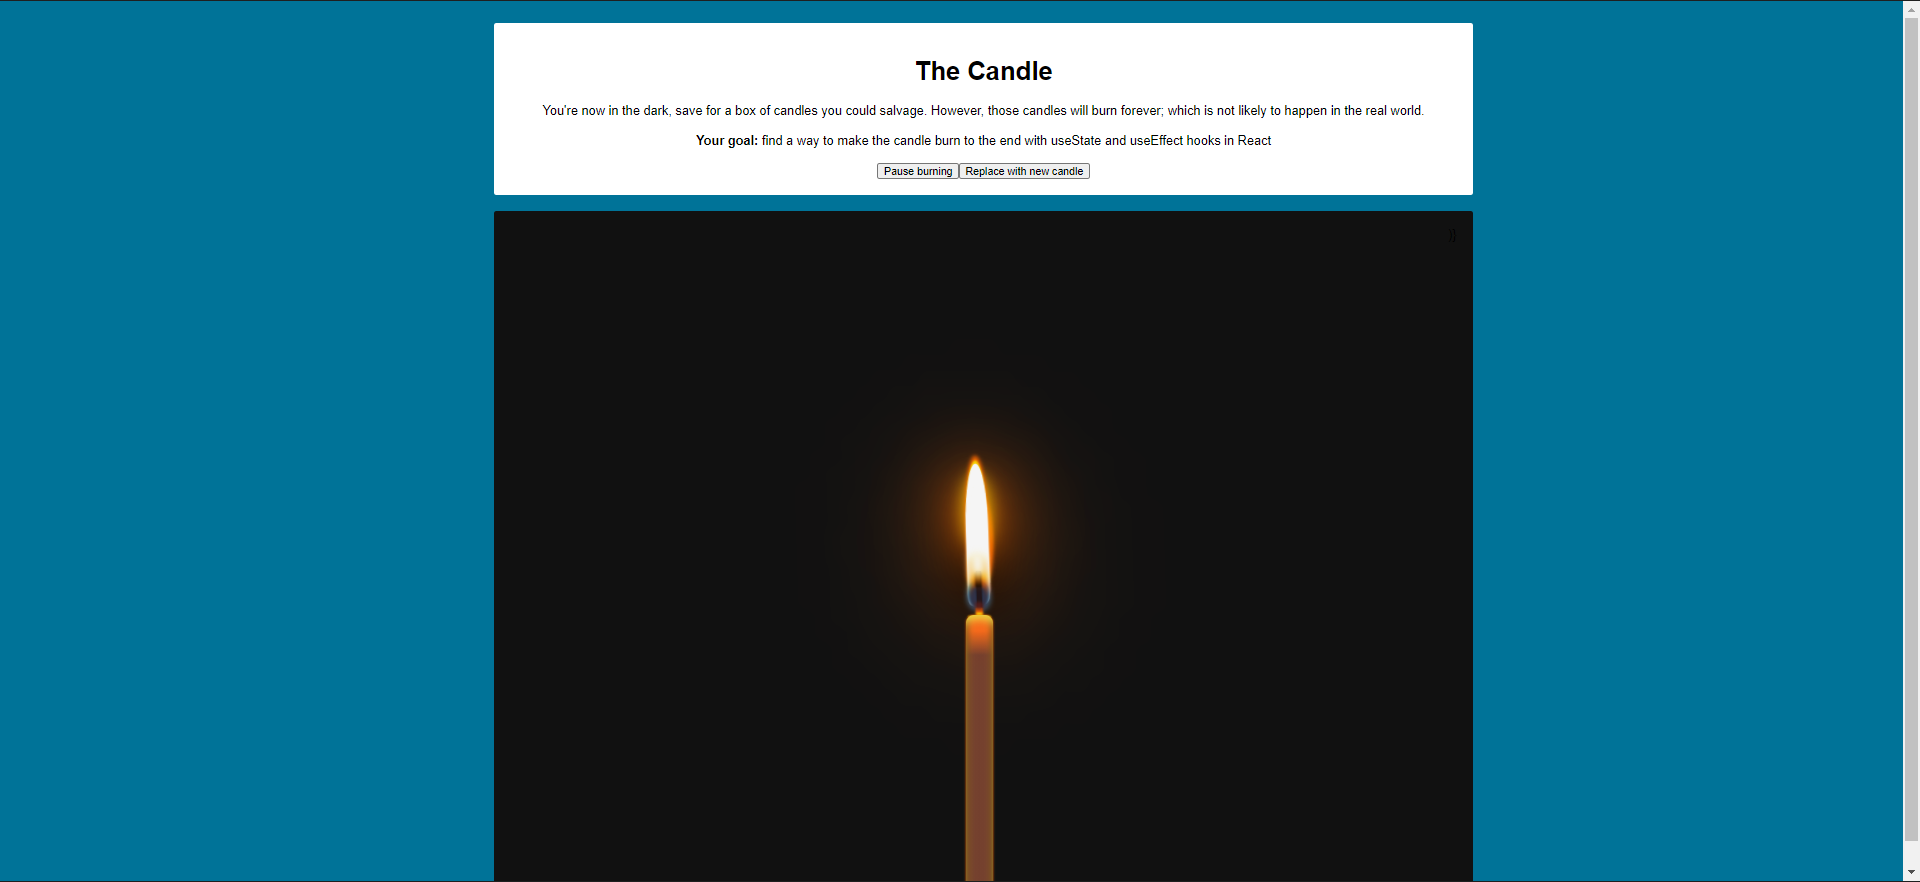 The Candle
You're now in the dark, save for a box of candles you could salvage. However, those candles will burn forever; which is not likely to happen in the real world.
Your goal: find a way to make the candle burn to the end with useState and useEffect hooks in React
Pause burning Replace with new candle